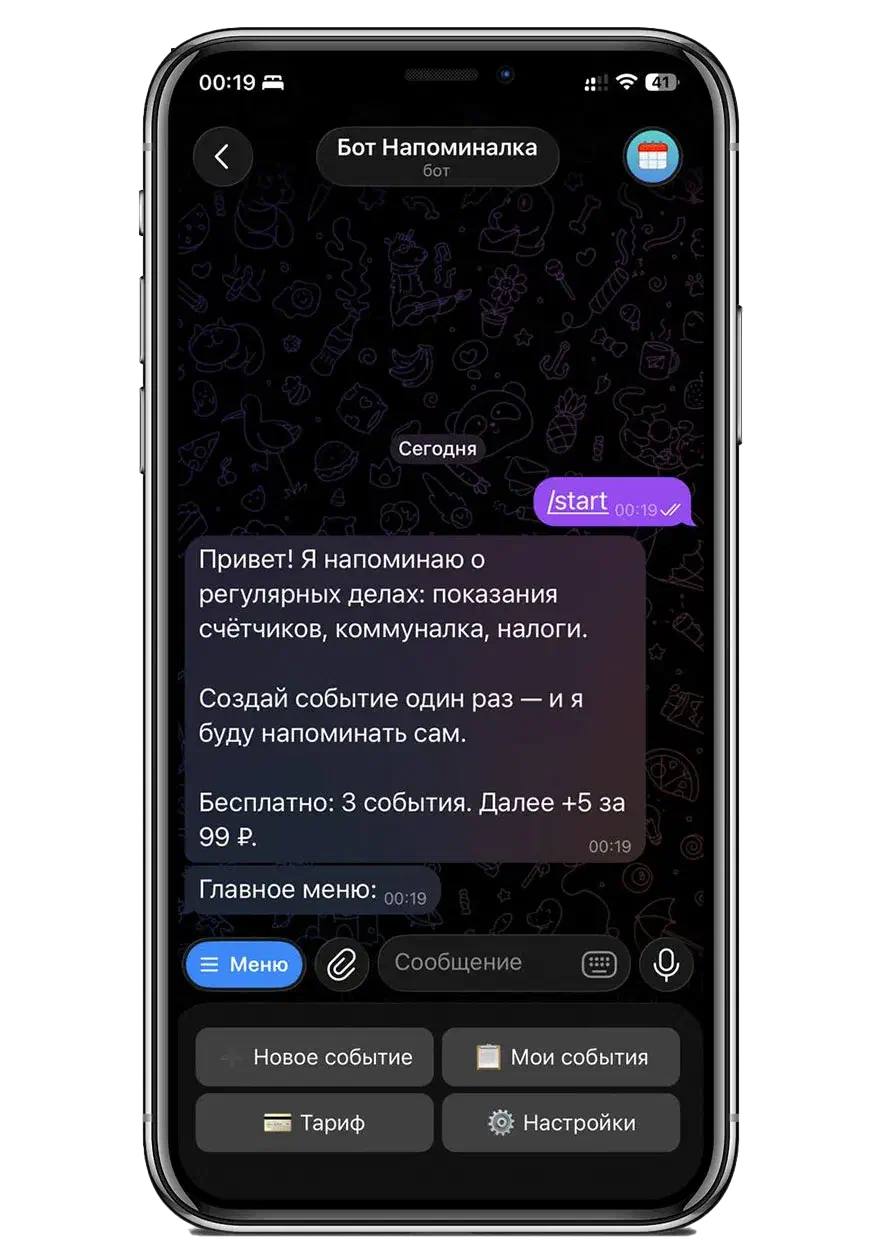 00:19
41
Бот Напоминалка
бот
Сегодня
/start 00:19
Привет! Я напоминаю о
регулярных делах: показания
счётчиков, коммуналка, налоги.
Создай событие один раз — и я
буду напоминать сам.
Бесплатно: 3 события. Далее +5 за
99 ₽.
00:19
Главное меню: 00:19
Меню
Сообщение
Новое событие
Мои события
Тариф
Настройки